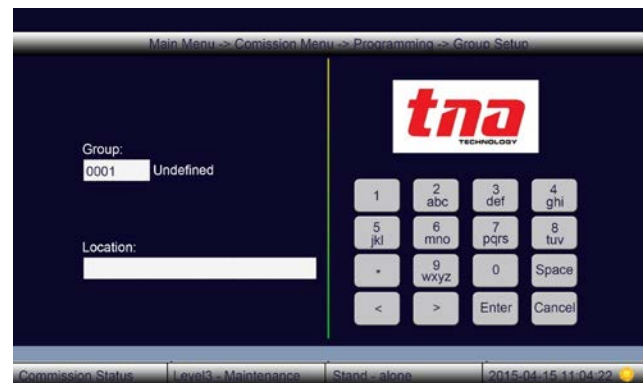 Main Menu -> Comission Menu -> Programming -> Group Setup
Group:
0001 Undefined
Location:
tna
TECHNOLOGY
1 2 3 4
abc def ghi
5 6 7 8
jkl mno pqrs tuv
* 9 0 Space
wxyz
< > Enter Cancel
Commission Status Level3 - Maintenance Stand - alone 2015-04-15 11:04:22